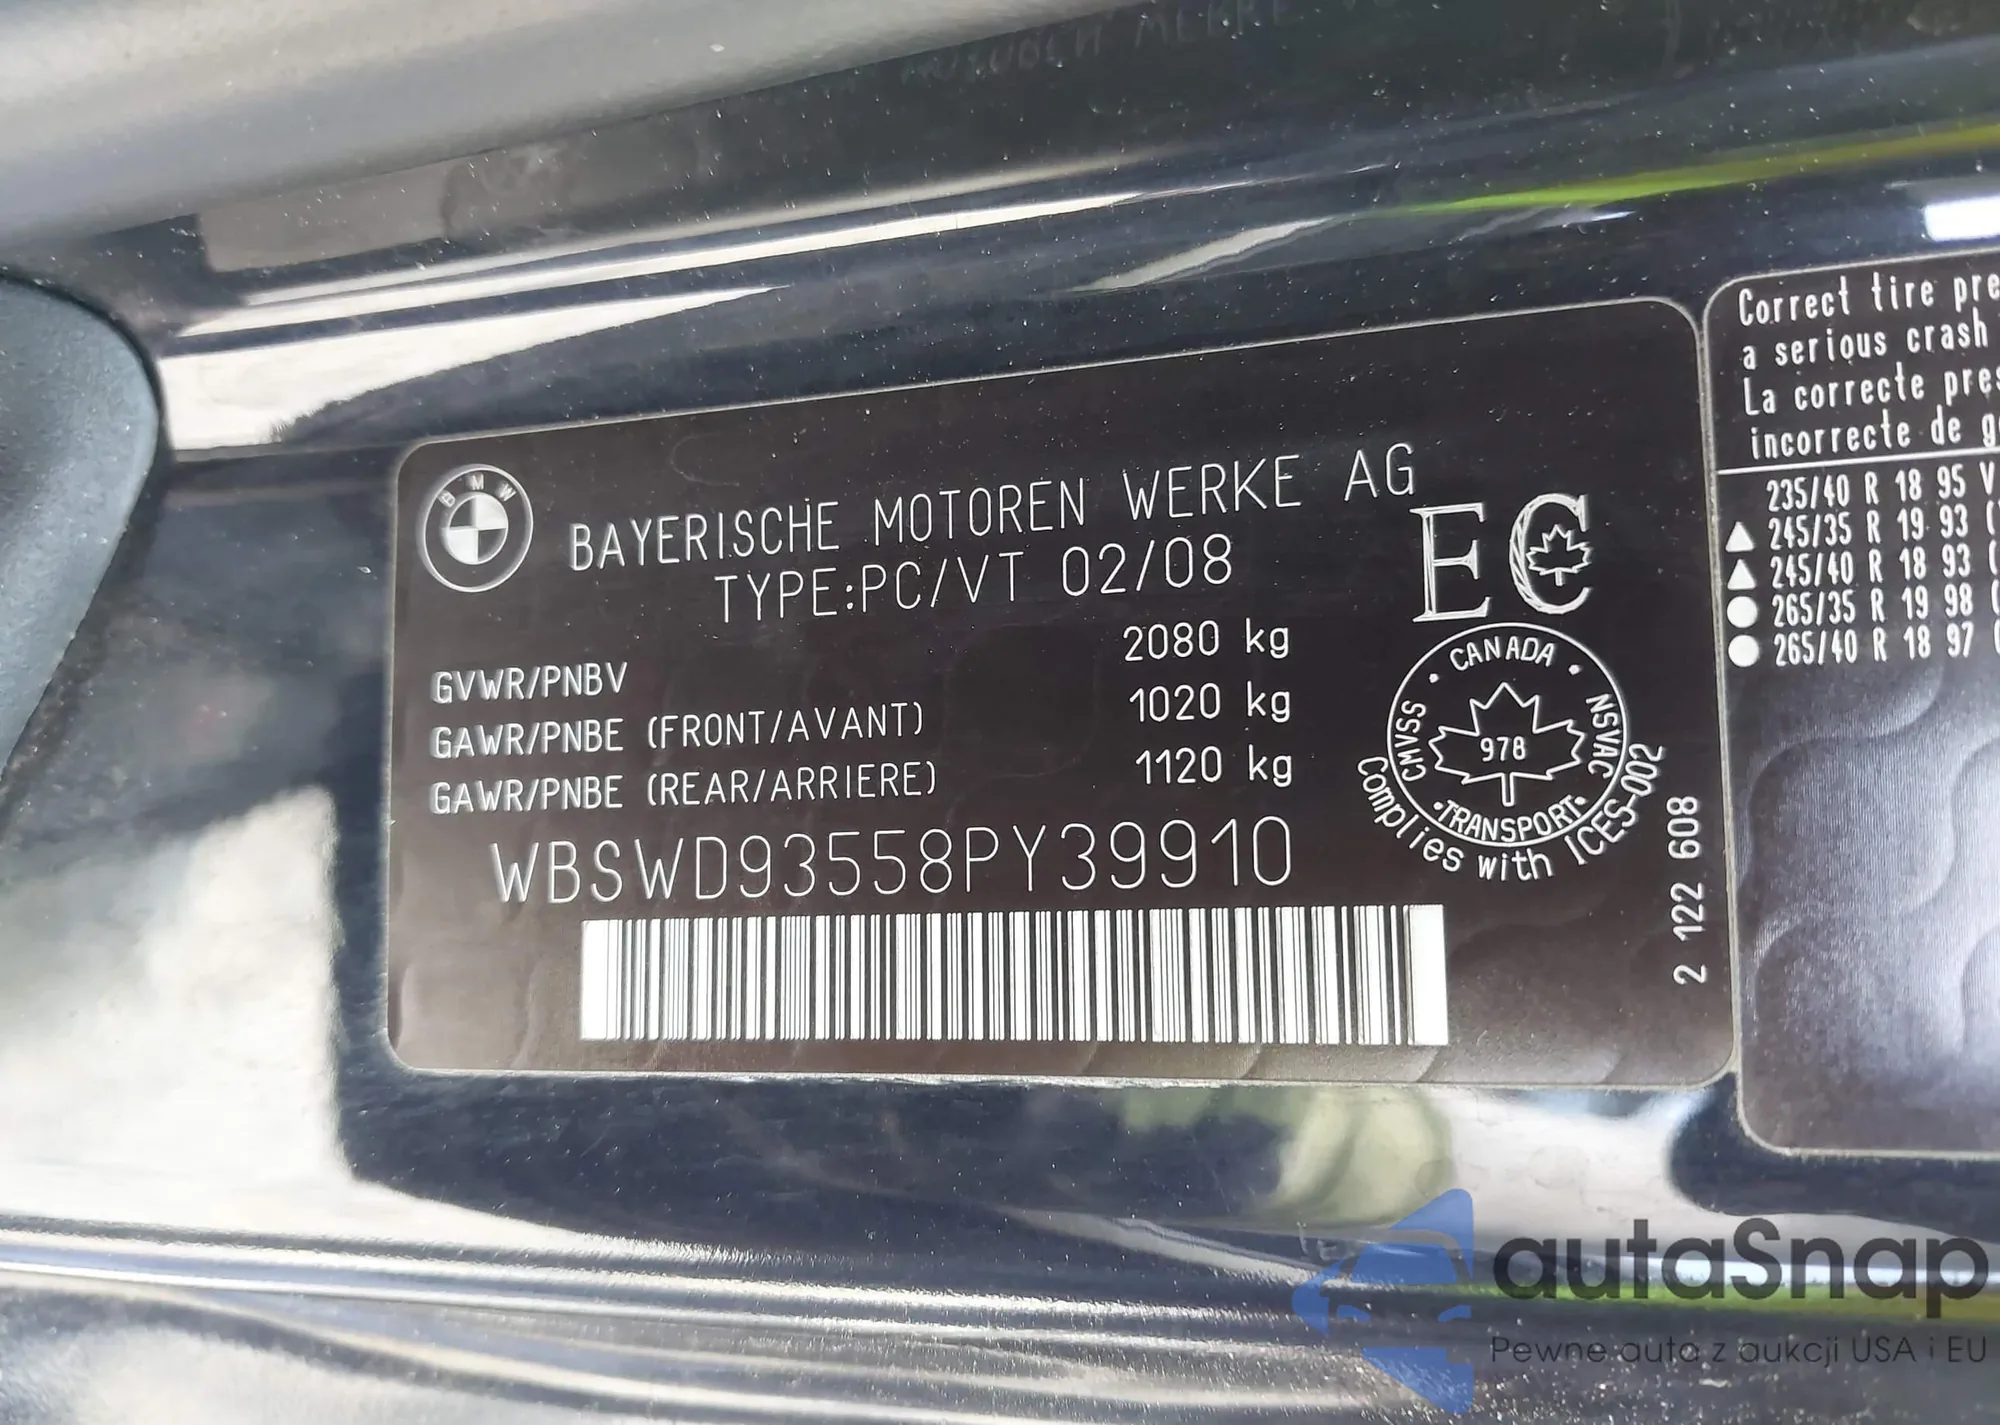 BMW
BAYERISCHE MOTOREN WERKE AG
TYPE:PC/VT 02/08
EC
GVWR/PNBV 2080 kg
GAWR/PNBE (FRONT/AVANT) 1020 kg
GAWR/PNBE (REAR/ARRIERE) 1120 kg
WBSWD93558PY39910
CANADA
CMVSS
NSVAC
978
TRANSPORT
Complies with ICES-002
2 122 608
Correct tire pre
a serious crash
La correcte pres
incorrecte de g
235/40 R 18 95 V
245/35 R 19 93 (
245/40 R 18 93 (
265/35 R 19 98 (
265/40 R 18 97 (
autaSnap
Pewne auta z aukcji USA i EU